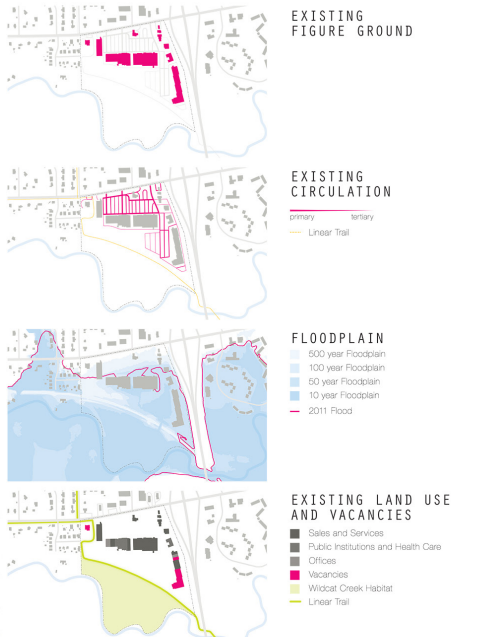 EXISTING
FIGURE GROUND
EXISTING
CIRCULATION
primary tertiary
Linear Trail
FLOODPLAIN
500 year Floodplain
100 year Floodplain
50 year Floodplain
10 year Floodplain
2011 Flood
EXISTING LAND USE
AND VACANCIES
Sales and Services
Public Institutions and Health Care
Offices
Vacancies
Wildcat Creek Habitat
Linear Trail